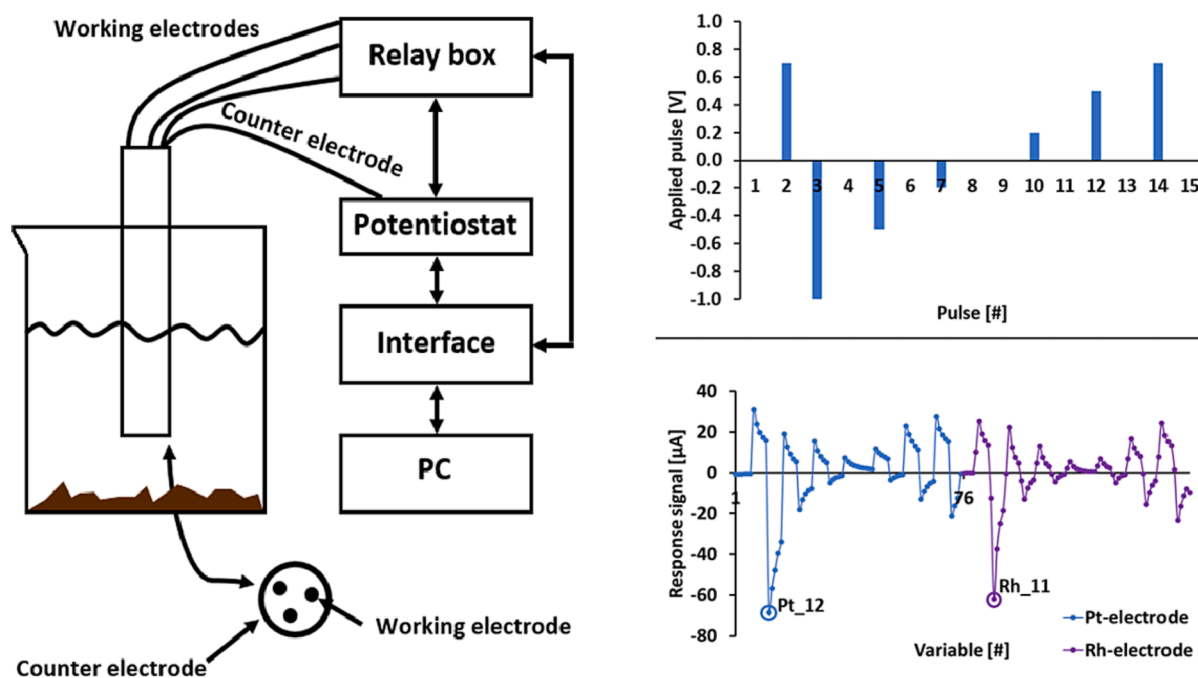 Working electrodes
Relay box
Counter electrode
Potentiostat
Interface
PC
Working electrode
Counter electrode
Applied pulse [V]
1.0
0.8
0.6
0.4
0.2
0.0
-0.2
-0.4
-0.6
-0.8
-1.0
1 2 3 4 5 6 7 8 9 10 11 12 13 14 15
Pulse [#]
Response signal [µA]
40
20
0
-20
-40
-60
-80
1
76
Pt_12
Rh_11
Variable [#]
Pt-electrode
Rh-electrode